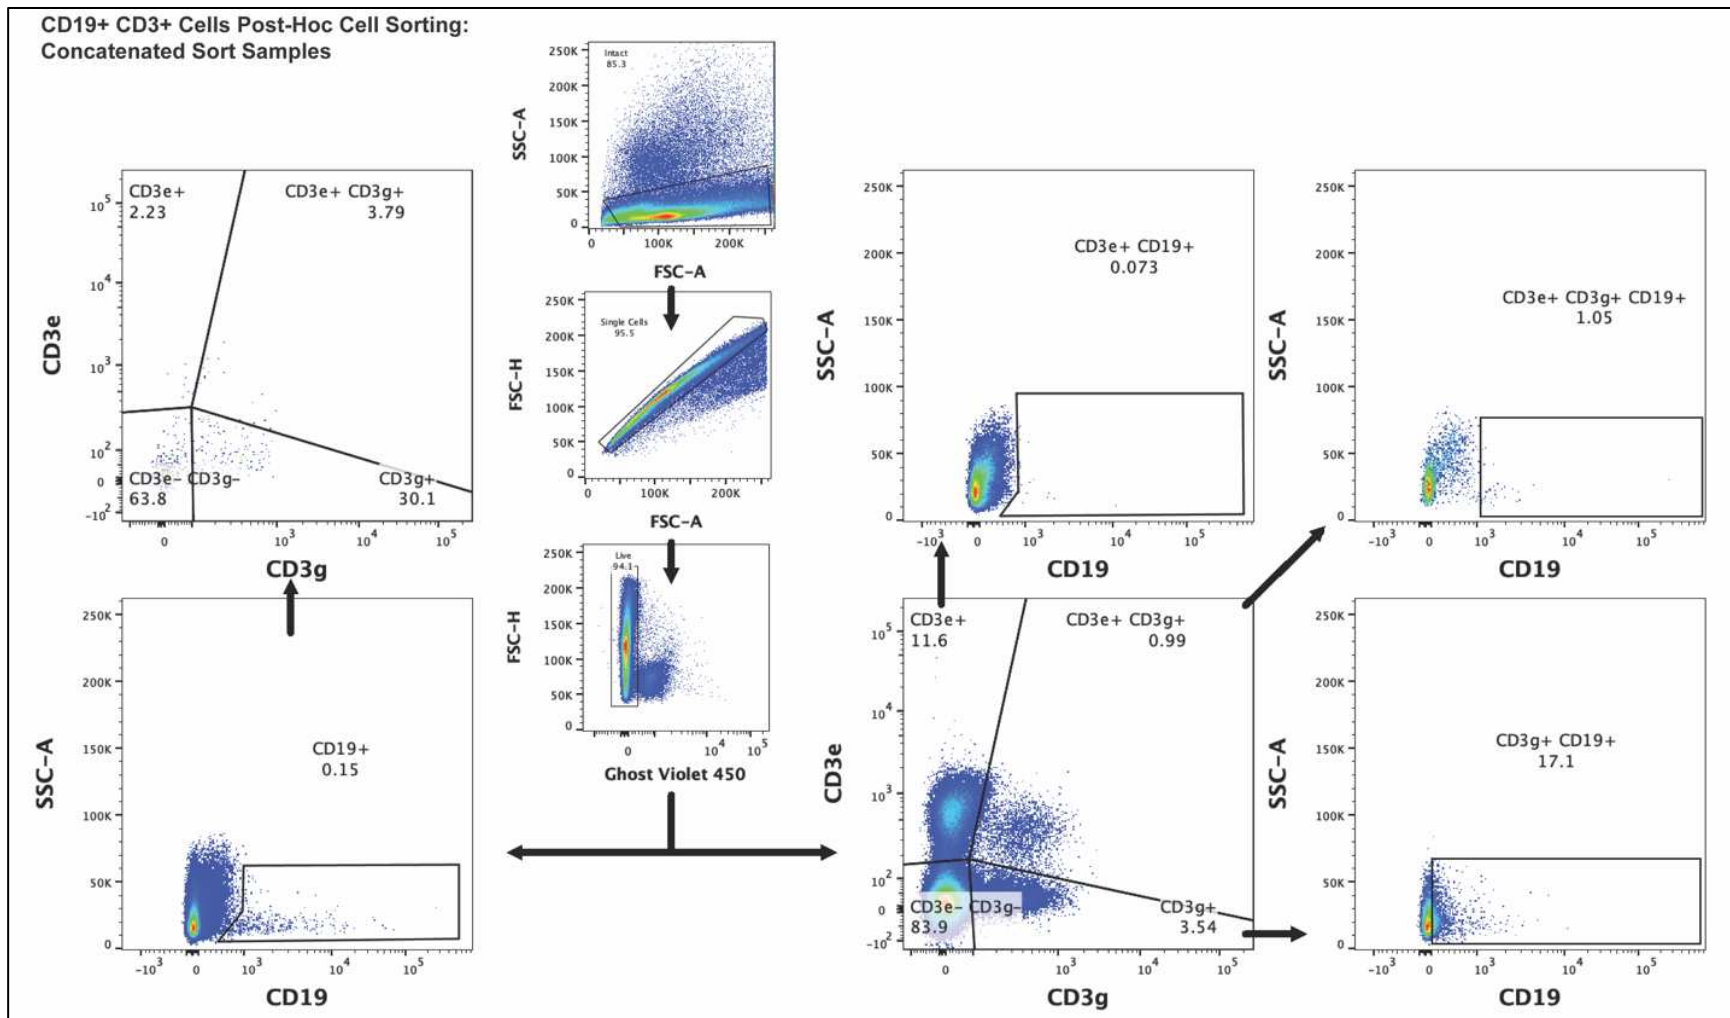 CD19+ CD3+ Cells Post-Hoc Cell Sorting:
Concatenated Sort Samples
Intact
85.3
250K
200K
150K
100K
50K
0
SSC-A
0 100K 200K
FSC-A
Single Cells
95.5
250K
200K
150K
100K
50K
0
FSC-H
0 100K 200K
FSC-A
Live
94.1
250K
200K
150K
100K
50K
0
FSC-H
0 10^4 10^5
Ghost Violet 450
CD3e+
2.23
CD3e+ CD3g+
3.79
CD3e- CD3g-
63.8
CD3g+
30.1
10^5
10^4
10^3
10^2
0
-10^2
CD3e
0 10^3 10^4 10^5
CD3g
250K
200K
150K
100K
50K
0
SSC-A
CD19+
0.15
-10^3 0 10^3 10^4 10^5
CD19
250K
200K
150K
100K
50K
0
SSC-A
CD3e+ CD19+
0.073
-10^3 0 10^3 10^4 10^5
CD19
250K
200K
150K
100K
50K
0
SSC-A
CD3e+ CD3g+ CD19+
1.05
-10^3 0 10^3 10^4 10^5
CD19
CD3e+
11.6
CD3e+ CD3g+
0.99
CD3e- CD3g-
83.9
CD3g+
3.54
10^5
10^4
10^3
10^2
0
-10^2
CD3e
0 10^3 10^4 10^5
CD3g
250K
200K
150K
100K
50K
0
SSC-A
CD3g+ CD19+
17.1
-10^3 0 10^3 10^4 10^5
CD19